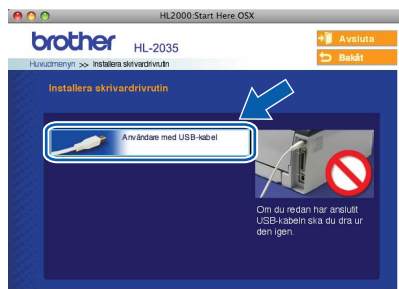 HL2000:Start Here OSX
brother HL-2035
Avsluta
Huvudmenyn >> Installera skrivardrivrutin
Bakåt
Installera skrivardrivrutin
Användare med USB-kabel
Om du redan har anslutit
USB-kabeln ska du dra ur
den igen.